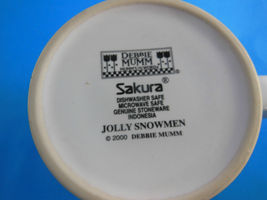 DEBBIE
MUMM
Sakura
DISHWASHER SAFE
MICROWAVE SAFE
GENUINE STONEWARE
INDONESIA
JOLLY SNOWMEN
© 2000 DEBBIE MUMM